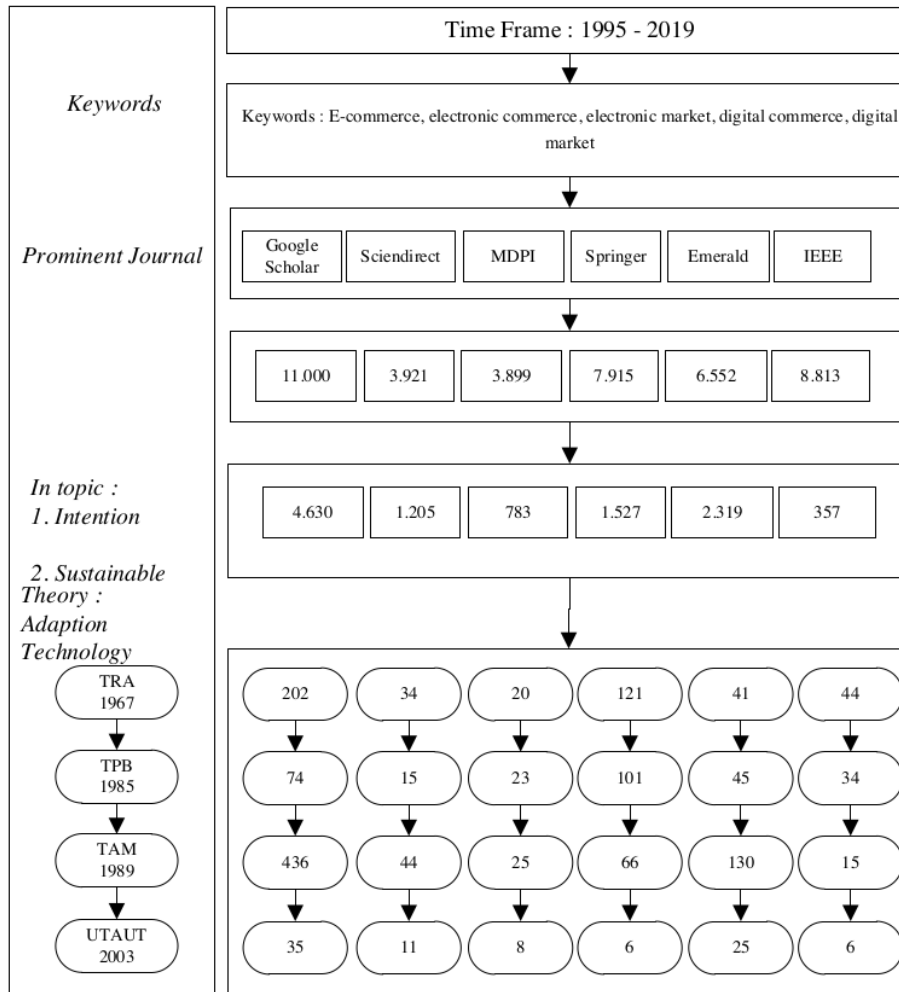 Time Frame : 1995 - 2019
Keywords
Keywords : E-commerce, electronic commerce, electronic market, digital commerce, digital
market
Prominent Journal
Google
Scholar
Sciendirect
MDPI
Springer
Emerald
IEEE
11.000
3.921
3.899
7.915
6.552
8.813
In topic :
1. Intention
2. Sustainable
4.630
1.205
783
1.527
2.319
357
Theory :
Adaption
Technology
TRA
1967
202
34
20
121
41
44
TPB
1985
74
15
23
101
45
34
TAM
1989
436
44
25
66
130
15
UTAUT
2003
35
11
8
6
25
6